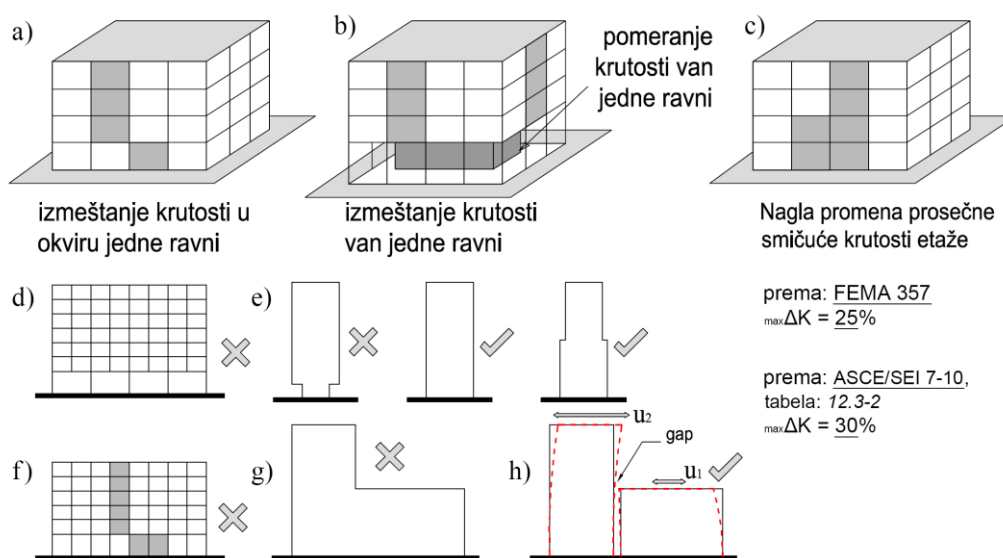 a)
b)
pomeranje
krutosti van
jedne ravni
c)
izmeštanje krutosti u
okviru jedne ravni
izmeštanje krutosti
van jedne ravni
Nagla promena prosečne
smičuće krutosti etaže
d)
e)
prema: FEMA 357
maxΔK = 25%
prema: ASCE/SEI 7-10,
tabela: 12.3-2
maxΔK = 30%
f)
g)
h)
u2
gap
u1